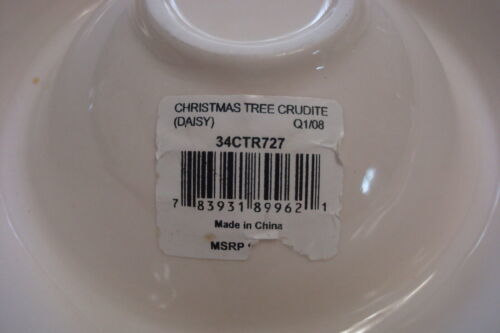 CHRISTMAS TREE CRUDITE
(DAISY) Q1/08
34CTR727
7 83931 89962 1
Made in China
MSRP